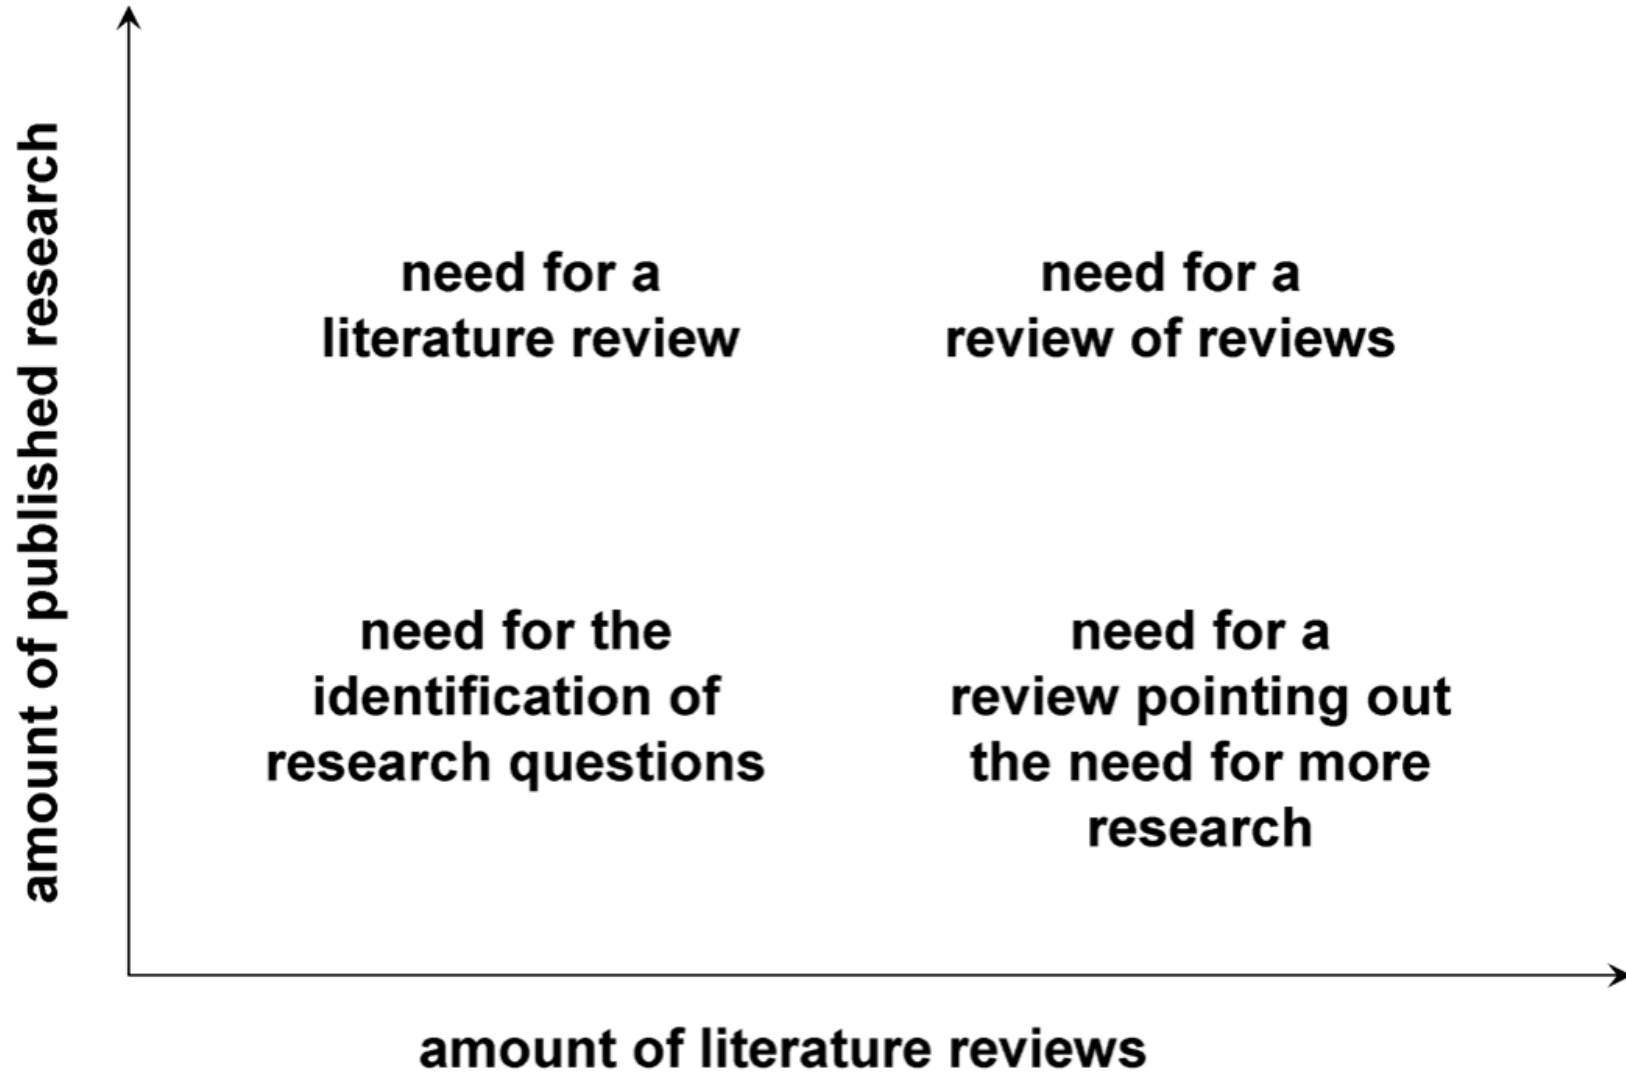 amount of published research
need for a
literature review
need for a
review of reviews
need for the
identification of
research questions
need for a
review pointing out
the need for more
research
amount of literature reviews